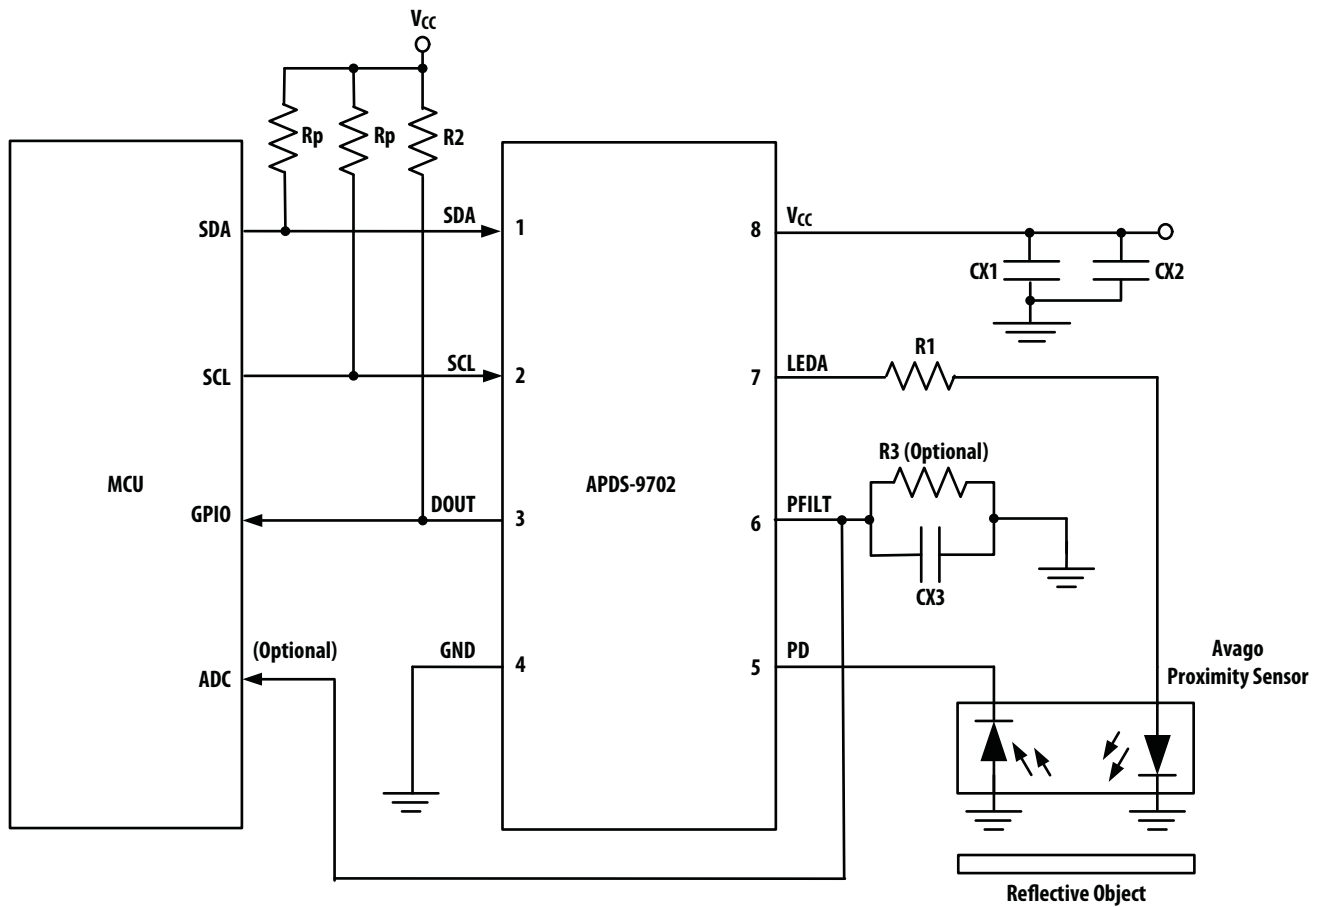 VCC
Rp
Rp
R2
SDA
SDA
1
8
VCC
CX1
CX2
SCL
SCL
2
7
LEDA
R1
R3 (Optional)
MCU
APDS-9702
GPIO
DOUT
3
6
PFILT
CX3
(Optional)
ADC
GND
4
5
PD
Avago
Proximity Sensor
Reflective Object